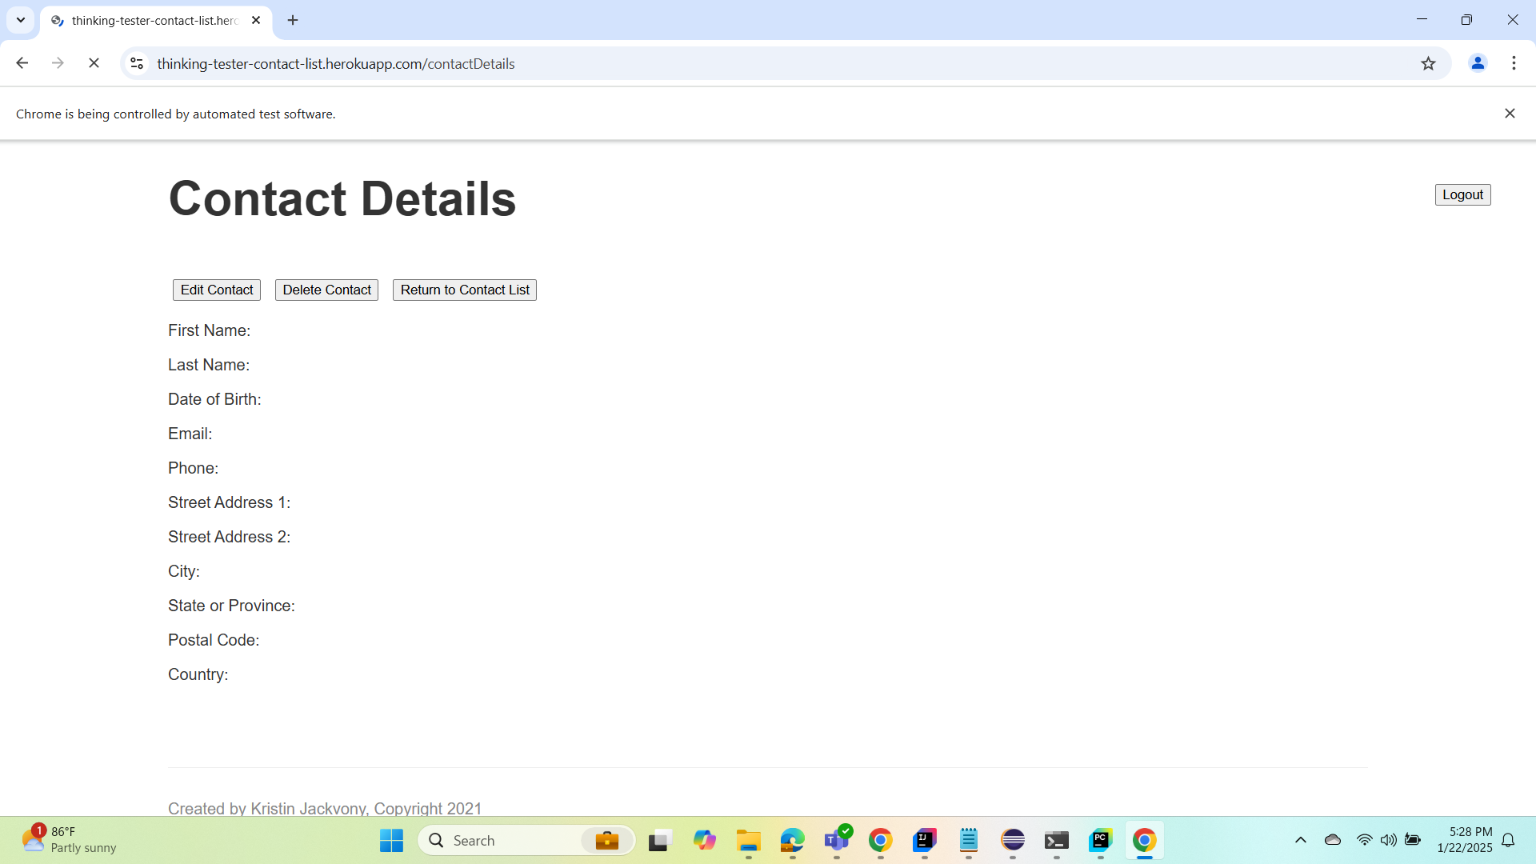 thinking-tester-contact-list.herc
thinking-tester-contact-list.herokuapp.com/contactDetails
Chrome is being controlled by automated test software.
Contact Details
Logout
Edit Contact Delete Contact Return to Contact List
First Name:
Last Name:
Date of Birth:
Email:
Phone:
Street Address 1:
Street Address 2:
City:
State or Province:
Postal Code:
Country:
Created by Kristin Jackvony, Copyright 2021
1
86°F
Partly sunny
Search
IJ
PC
5:28 PM
1/22/2025